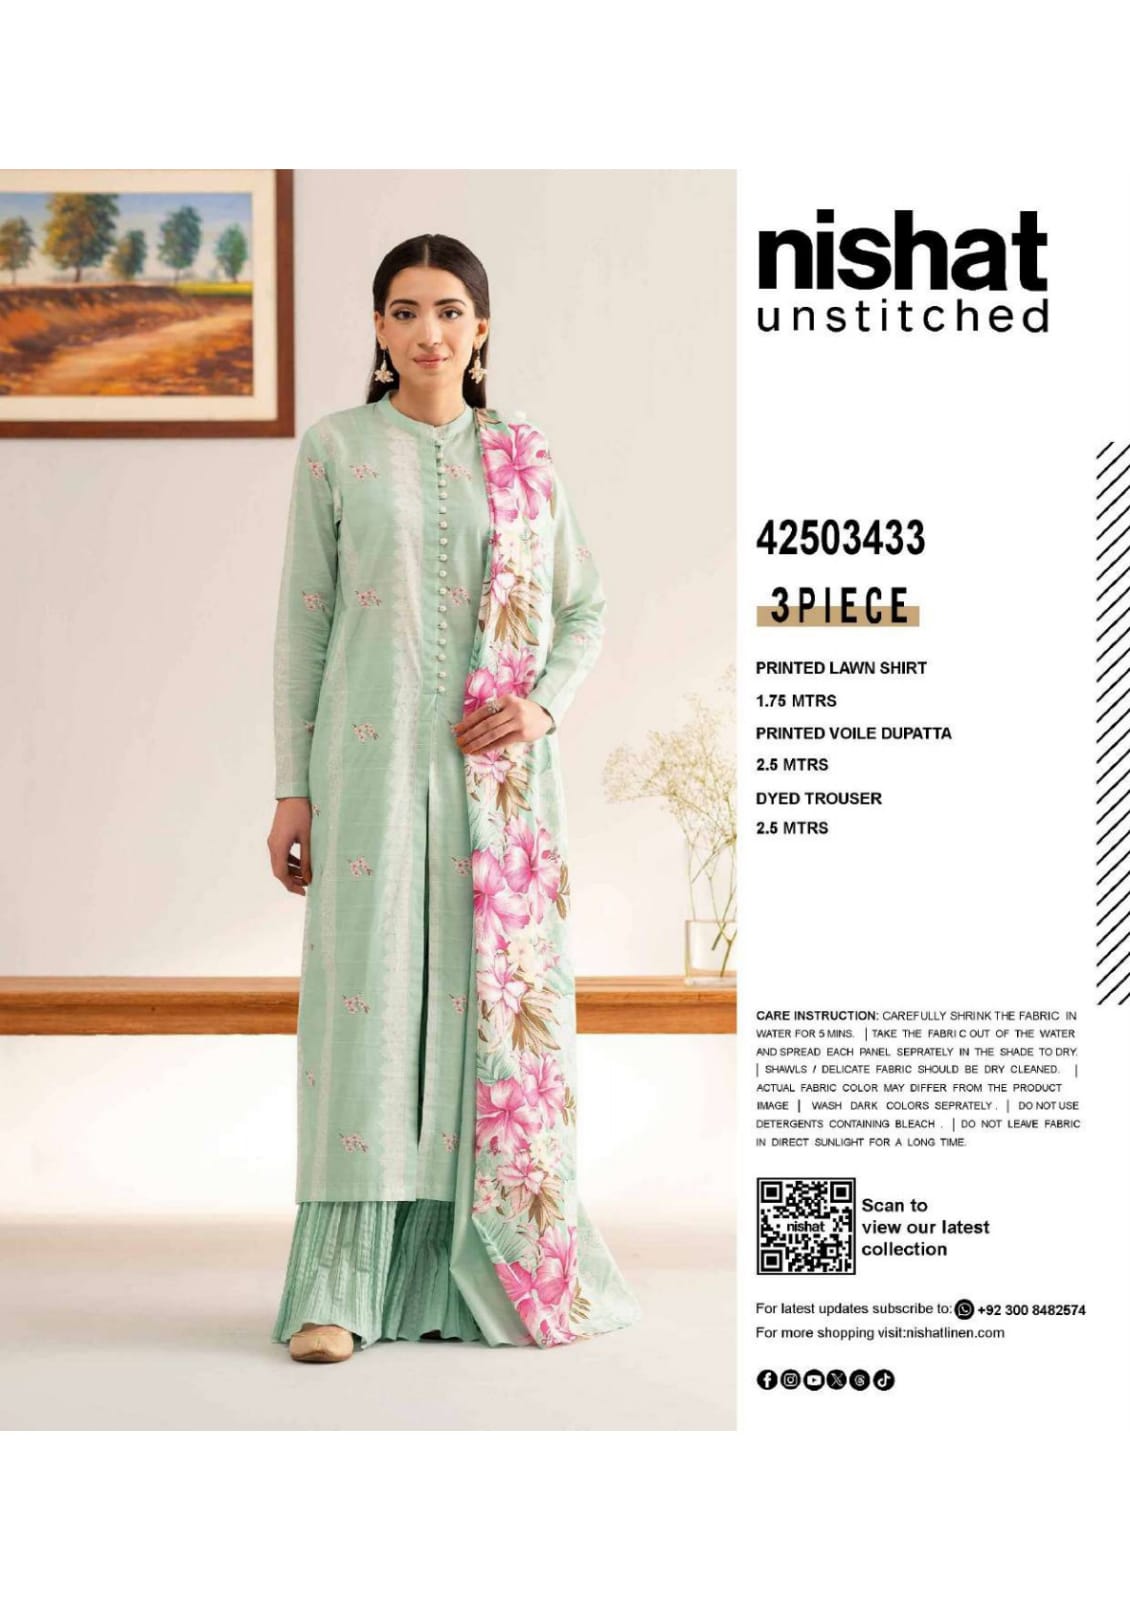 nishat
unstitched
42503433
3PIECE
PRINTED LAWN SHIRT
1.75 MTRS
PRINTED VOILE DUPATTA
2.5 MTRS
DYED TROUSER
2.5 MTRS
CARE INSTRUCTION: CAREFULLY SHRINK THE FABRIC IN
WATER FOR 5 MINS. | TAKE THE FABRIC OUT OF THE WATER
AND SPREAD EACH PANEL SEPRATELY IN THE SHADE TO DRY.
| SHAWLS / DELICATE FABRIC SHOULD BE DRY CLEANED. |
ACTUAL FABRIC COLOR MAY DIFFER FROM THE PRODUCT
IMAGE | WASH DARK COLORS SEPRATELY. | DO NOT USE
DETERGENTS CONTAINING BLEACH. | DO NOT LEAVE FABRIC
IN DIRECT SUNLIGHT FOR A LONG TIME.
nishat
Scan to
view our latest
collection
For latest updates subscribe to: +92 300 8482574
For more shopping visit:nishatlinen.com